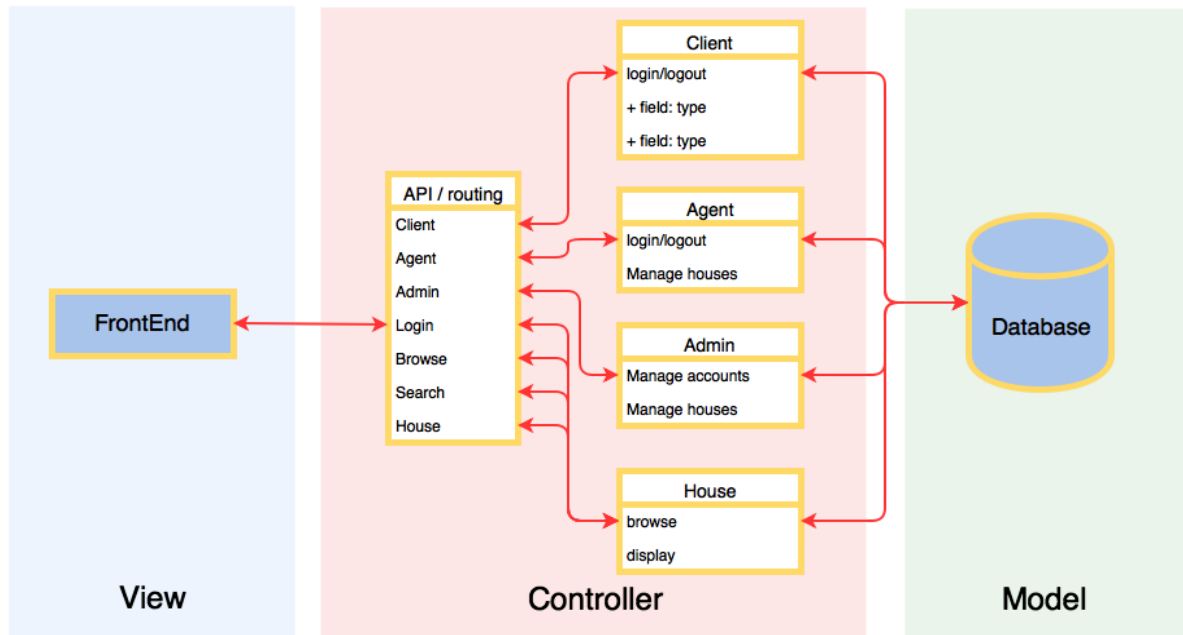 FrontEnd
View
API / routing
Client
Agent
Admin
Login
Browse
Search
House
Client
login/logout
+ field: type
+ field: type
Agent
login/logout
Manage houses
Admin
Manage accounts
Manage houses
House
browse
display
Controller
Database
Model